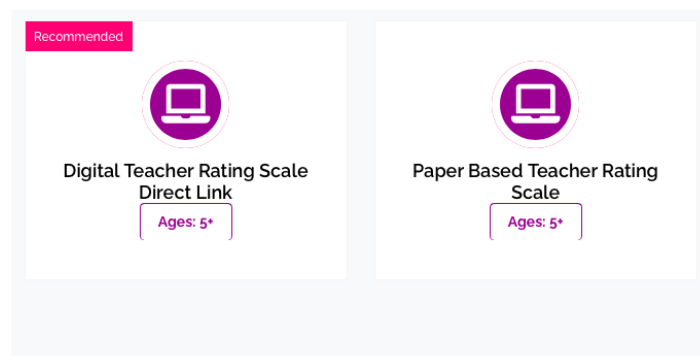 Recommended
Digital Teacher Rating Scale
Direct Link
Ages: 5+
Paper Based Teacher Rating
Scale
Ages: 5+